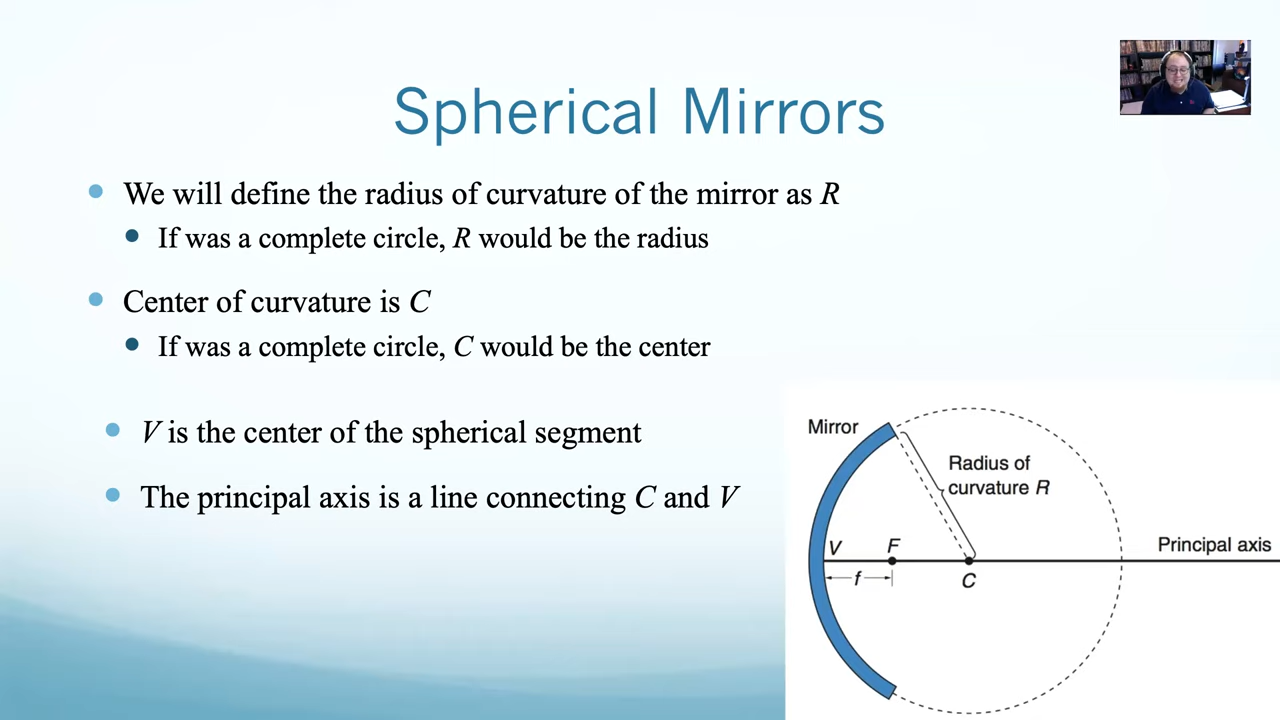 Spherical Mirrors
We will define the radius of curvature of the mirror as R
If was a complete circle, R would be the radius
Center of curvature is C
If was a complete circle, C would be the center
V is the center of the spherical segment
The principal axis is a line connecting C and V
Mirror
Radius of
curvature R
V
F
Principal axis
f
C